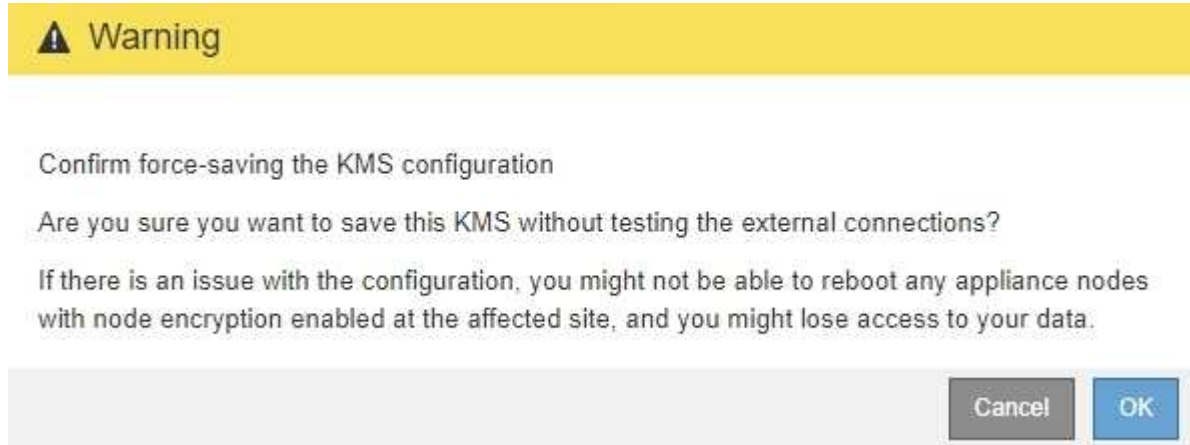 Warning
Confirm force-saving the KMS configuration
Are you sure you want to save this KMS without testing the external connections?
If there is an issue with the configuration, you might not be able to reboot any appliance nodes
with node encryption enabled at the affected site, and you might lose access to your data.
Cancel OK